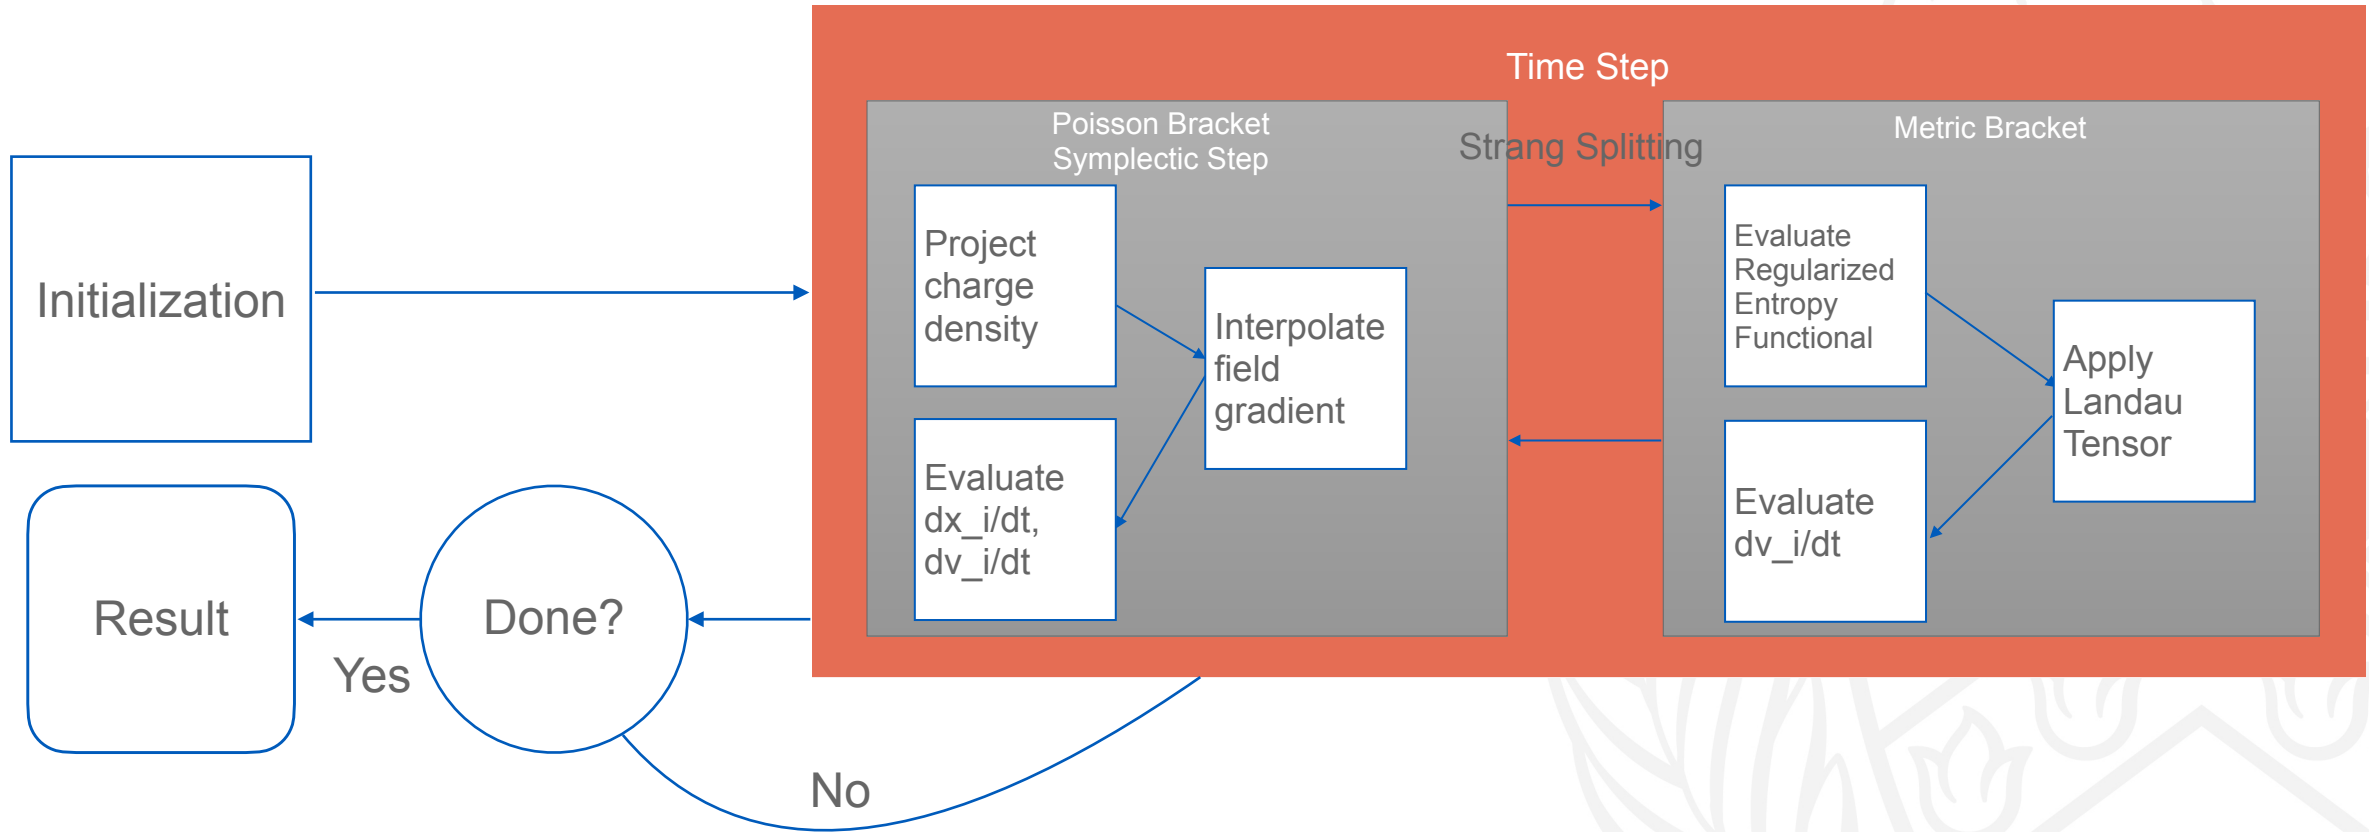 Time Step
Poisson Bracket
Symplectic Step
Strang Splitting
Metric Bracket
Initialization
Project
charge
density
Interpolate
field
gradient
Evaluate
dx_i/dt,
dv_i/dt
Evaluate
Regularized
Entropy
Functional
Apply
Landau
Tensor
Evaluate
dv_i/dt
Done?
Yes
Result
No